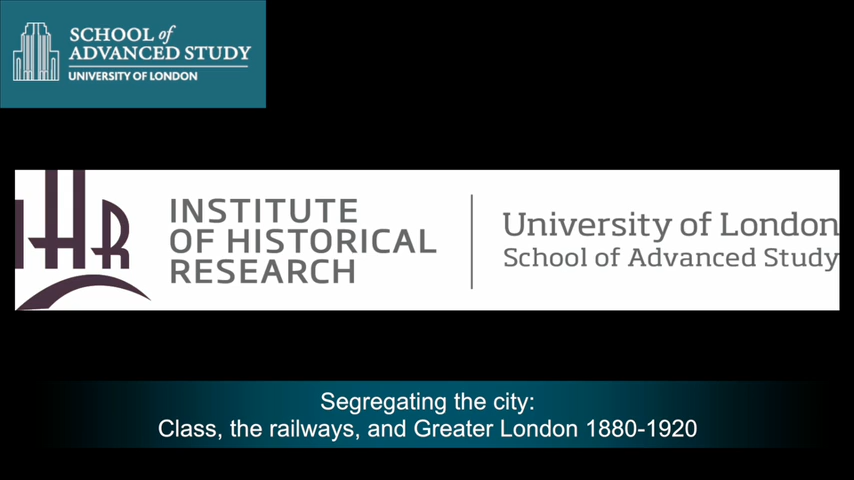 SCHOOL of
ADVANCED STUDY
UNIVERSITY OF LONDON
IHR
INSTITUTE
OF HISTORICAL
RESEARCH
University of London
School of Advanced Study
Segregating the city:
Class, the railways, and Greater London 1880-1920